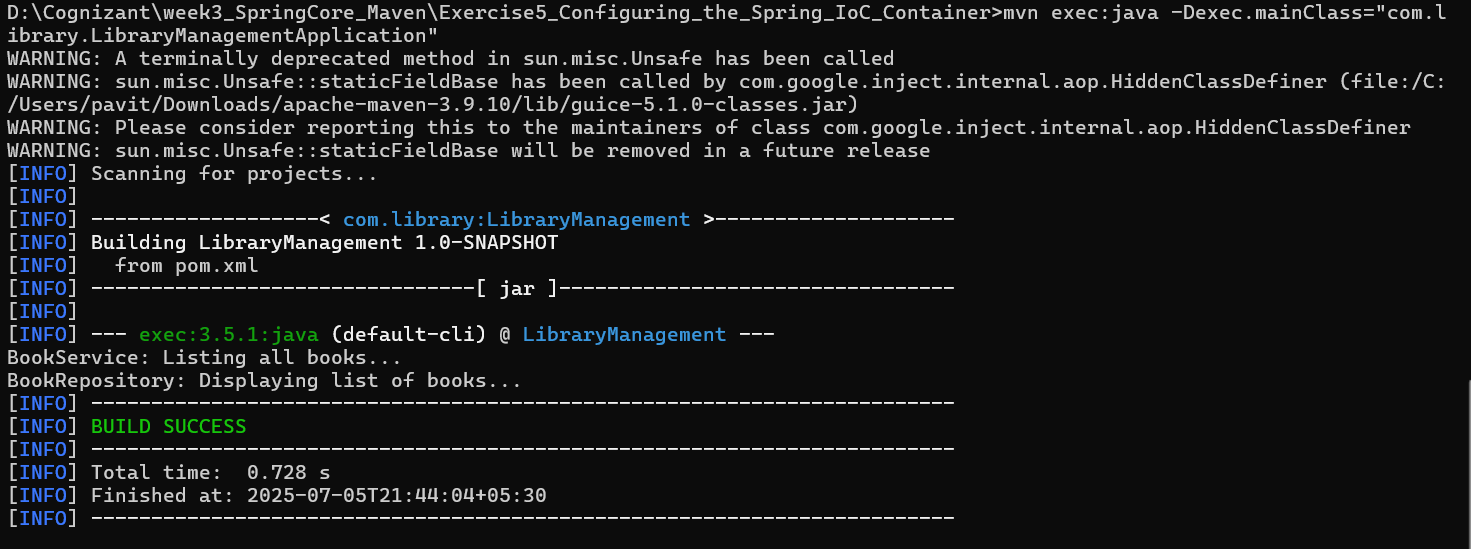 D:\Cognizant\week3_SpringCore_Maven\Exercise5_Configuring_the_Spring_IoC_Container>mvn exec:java -Dexec.mainClass="com.l
ibrary.LibraryManagementApplication"
WARNING: A terminally deprecated method in sun.misc.Unsafe has been called
WARNING: sun.misc.Unsafe::staticFieldBase has been called by com.google.inject.internal.aop.HiddenClassDefiner (file:/C:
/Users/pavit/Downloads/apache-maven-3.9.10/lib/guice-5.1.0-classes.jar)
WARNING: Please consider reporting this to the maintainers of class com.google.inject.internal.aop.HiddenClassDefiner
WARNING: sun.misc.Unsafe::staticFieldBase will be removed in a future release
[INFO] Scanning for projects...
[INFO]
[INFO] -------------------< com.library:LibraryManagement >--------------------
[INFO] Building LibraryManagement 1.0-SNAPSHOT
[INFO]   from pom.xml
[INFO] --------------------------------[ jar ]---------------------------------
[INFO]
[INFO] --- exec:3.5.1:java (default-cli) @ LibraryManagement ---
BookService: Listing all books...
BookRepository: Displaying list of books...
[INFO] ------------------------------------------------------------------------
[INFO] BUILD SUCCESS
[INFO] ------------------------------------------------------------------------
[INFO] Total time:  0.728 s
[INFO] Finished at: 2025-07-05T21:44:04+05:30
[INFO] ------------------------------------------------------------------------